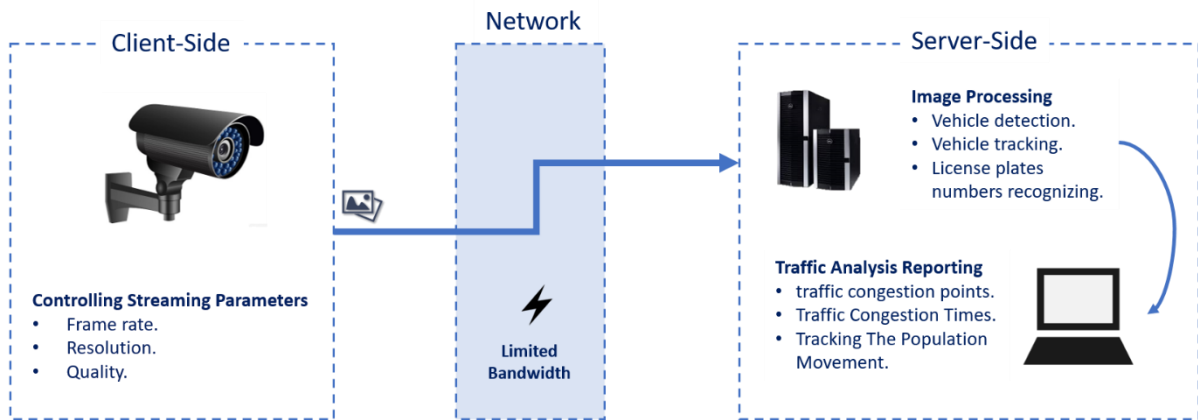 Client-Side
Controlling Streaming Parameters
• Frame rate.
• Resolution.
• Quality.
Network
Limited
Bandwidth
Server-Side
Image Processing
• Vehicle detection.
• Vehicle tracking.
• License plates
numbers recognizing.
Traffic Analysis Reporting
• traffic congestion points.
• Traffic Congestion Times.
• Tracking The Population
Movement.